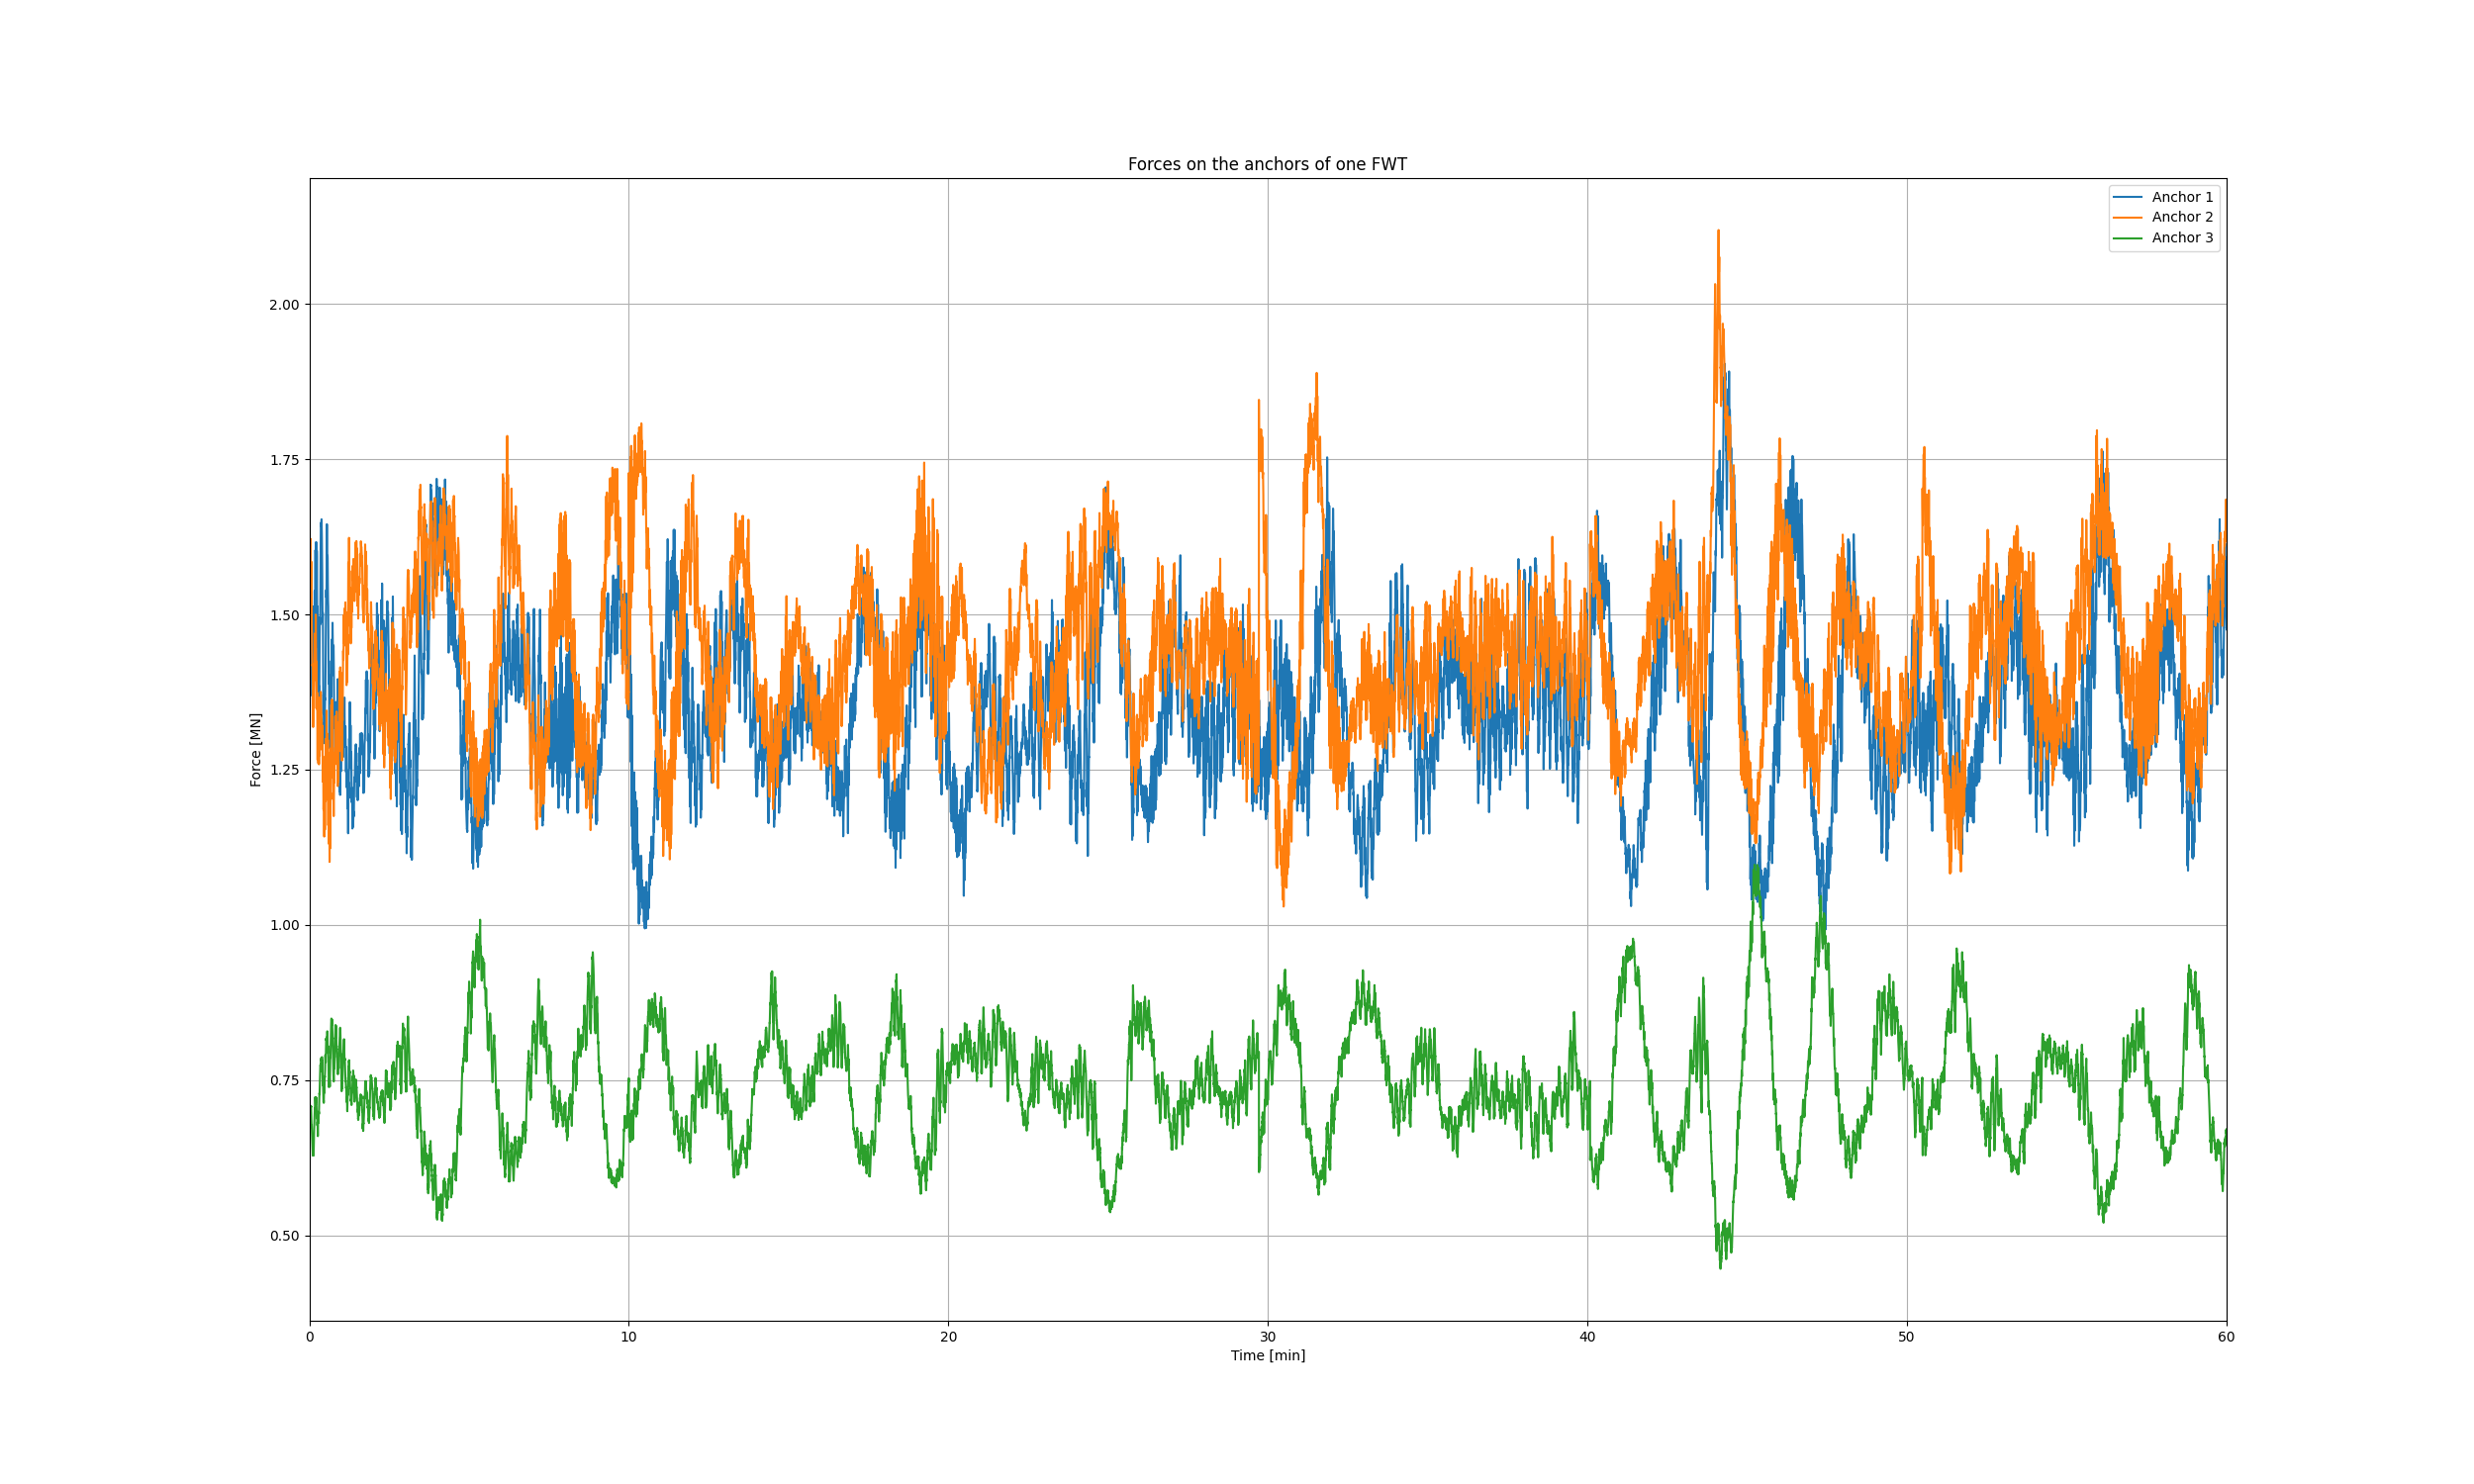 Forces on the anchors of one FWT
Anchor 1
Anchor 2
Anchor 3
Force [MN]
2.00
1.75
1.50
1.25
1.00
0.75
0.50
0 10 20 30 40 50 60
Time [min]